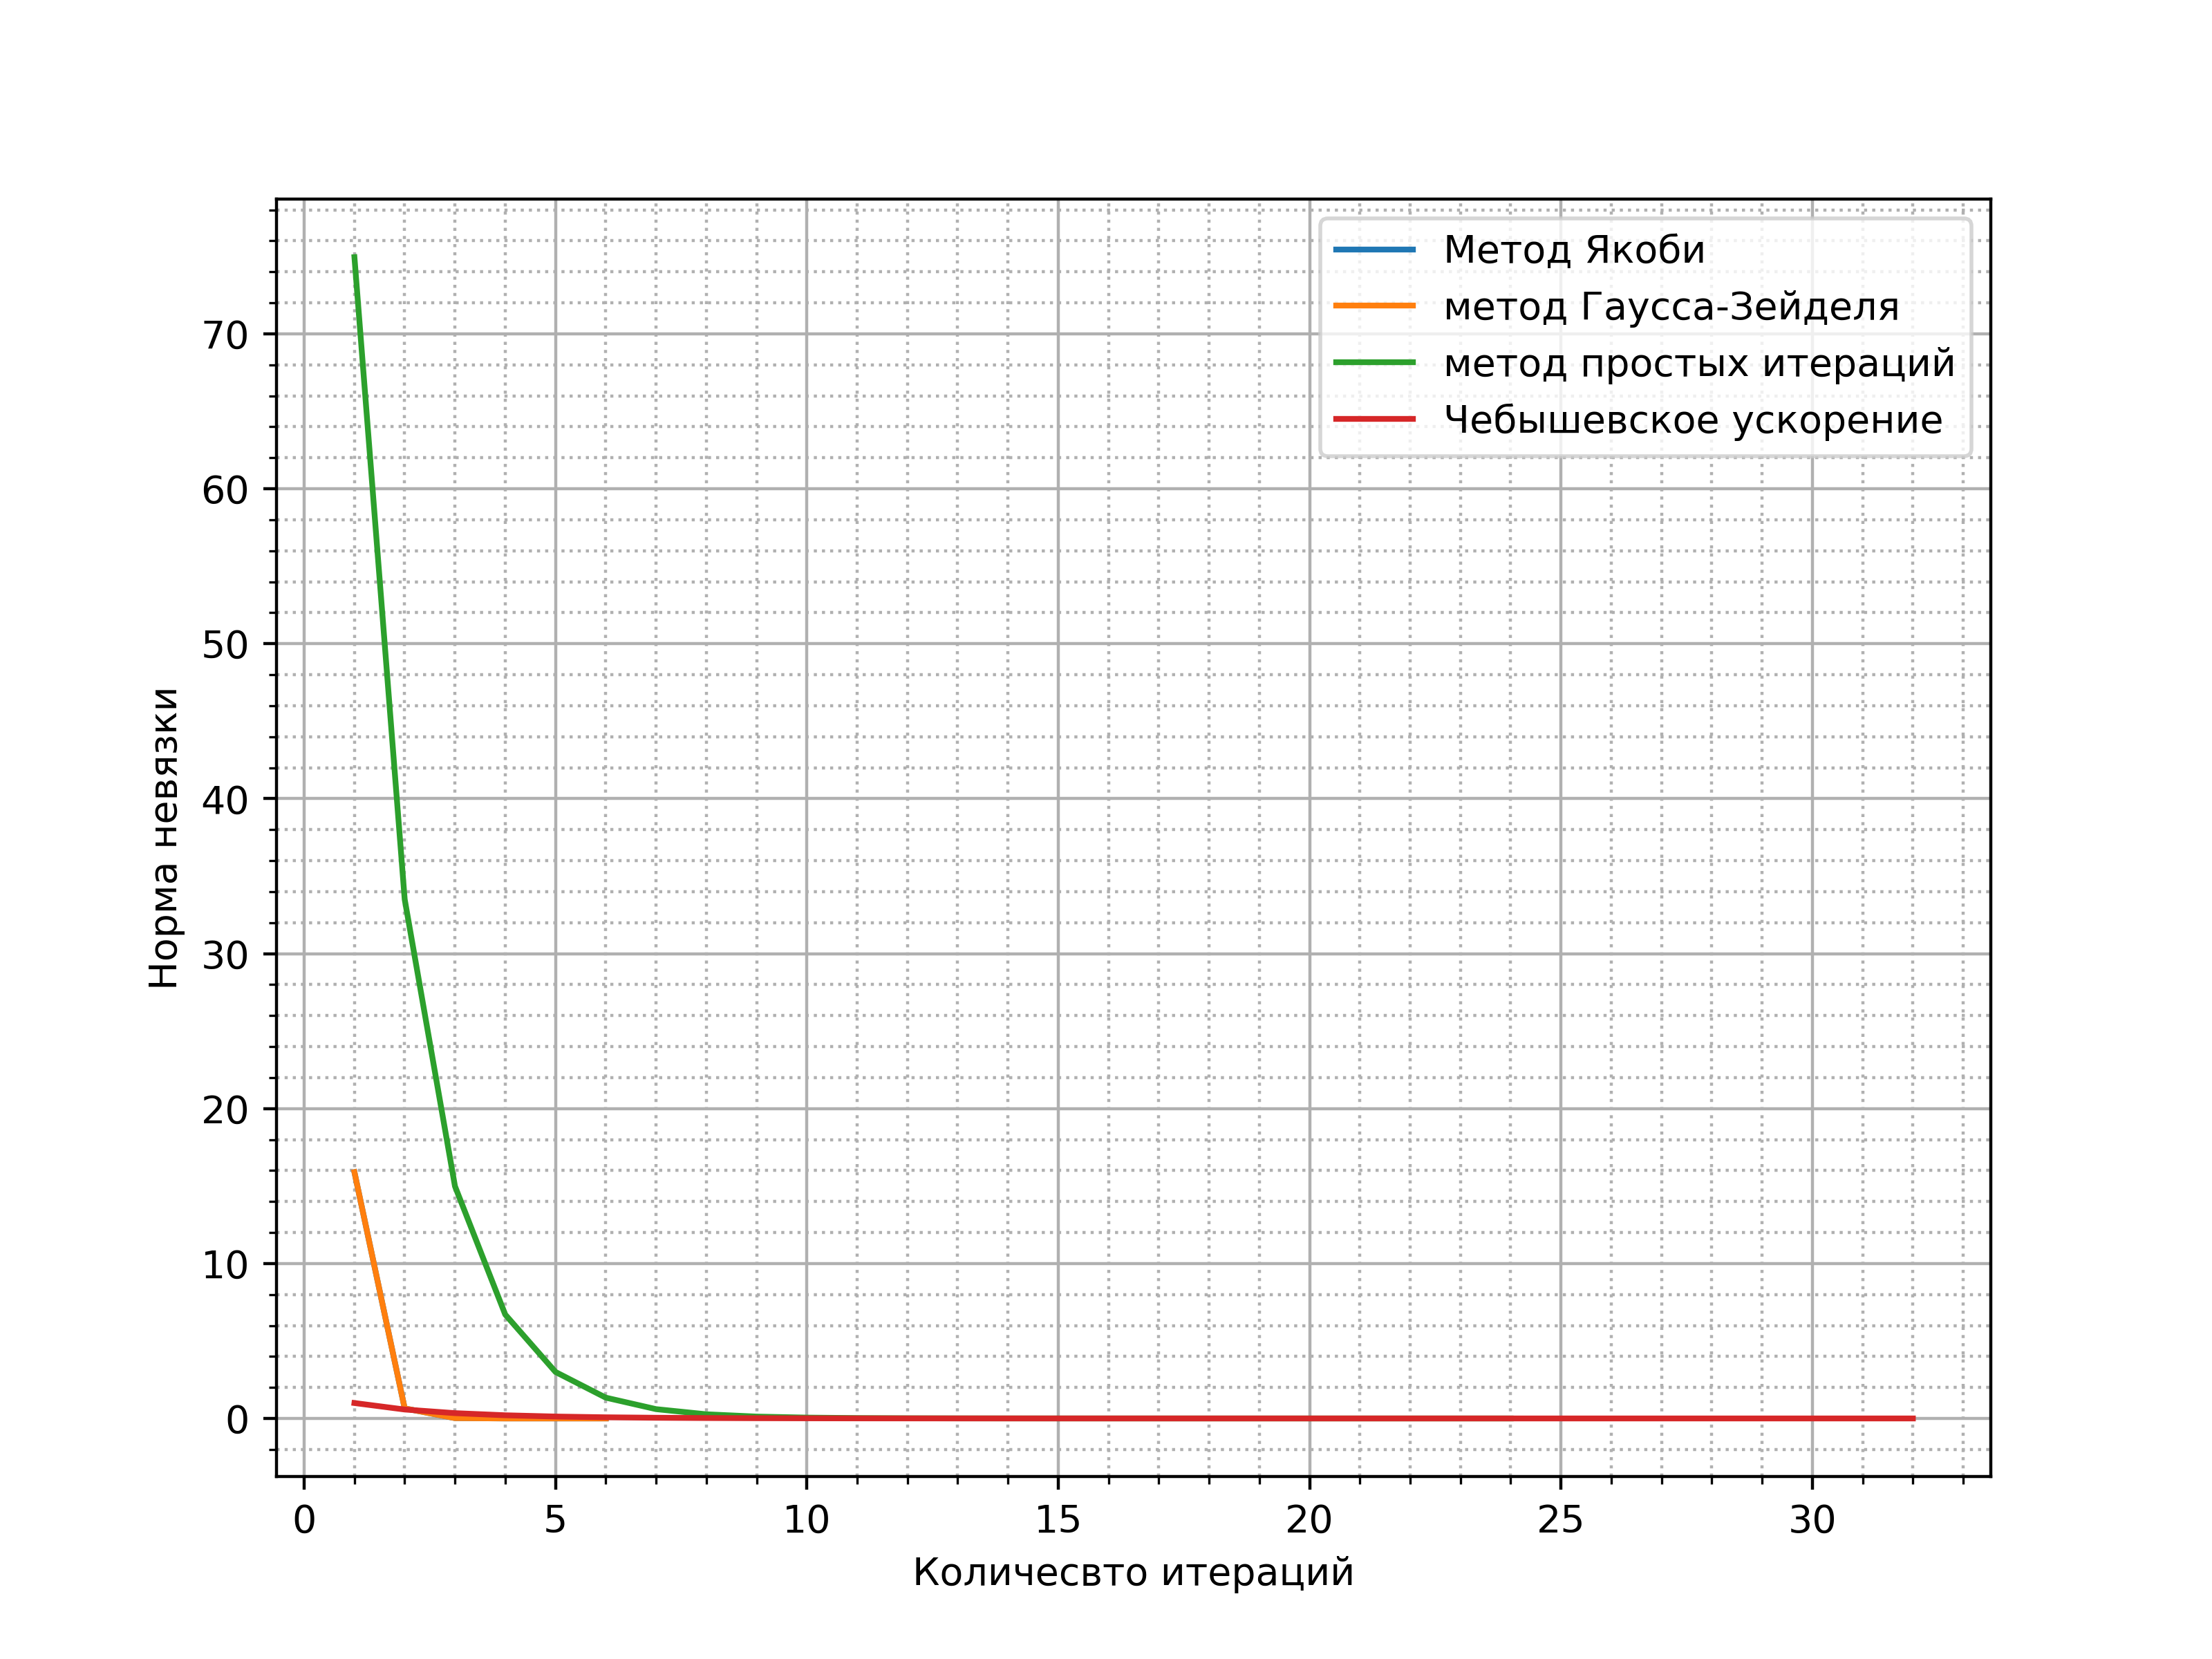 Метод Якоби
метод Гаусса-Зейделя
метод простых итераций
Чебышевское ускорение
70
60
50
40
30
20
10
0
Норма невязки
0 5 10 15 20 25 30
Количесвто итераций